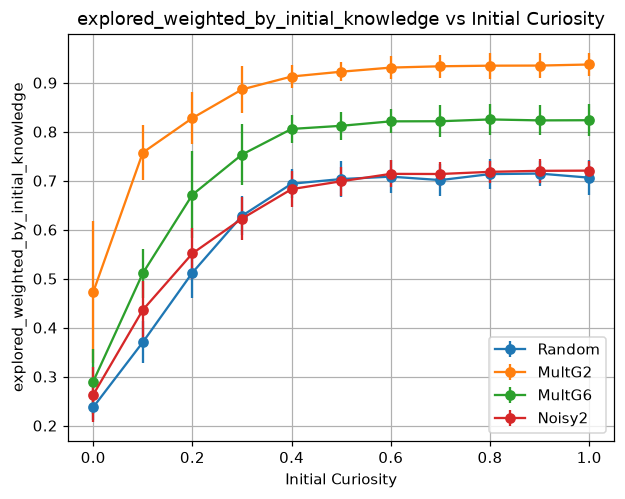 explored_weighted_by_initial_knowledge vs Initial Curiosity
explored_weighted_by_initial_knowledge
0.9
0.8
0.7
0.6
0.5
0.4
0.3
0.2
Random
MultG2
MultG6
Noisy2
0.0 0.2 0.4 0.6 0.8 1.0
Initial Curiosity